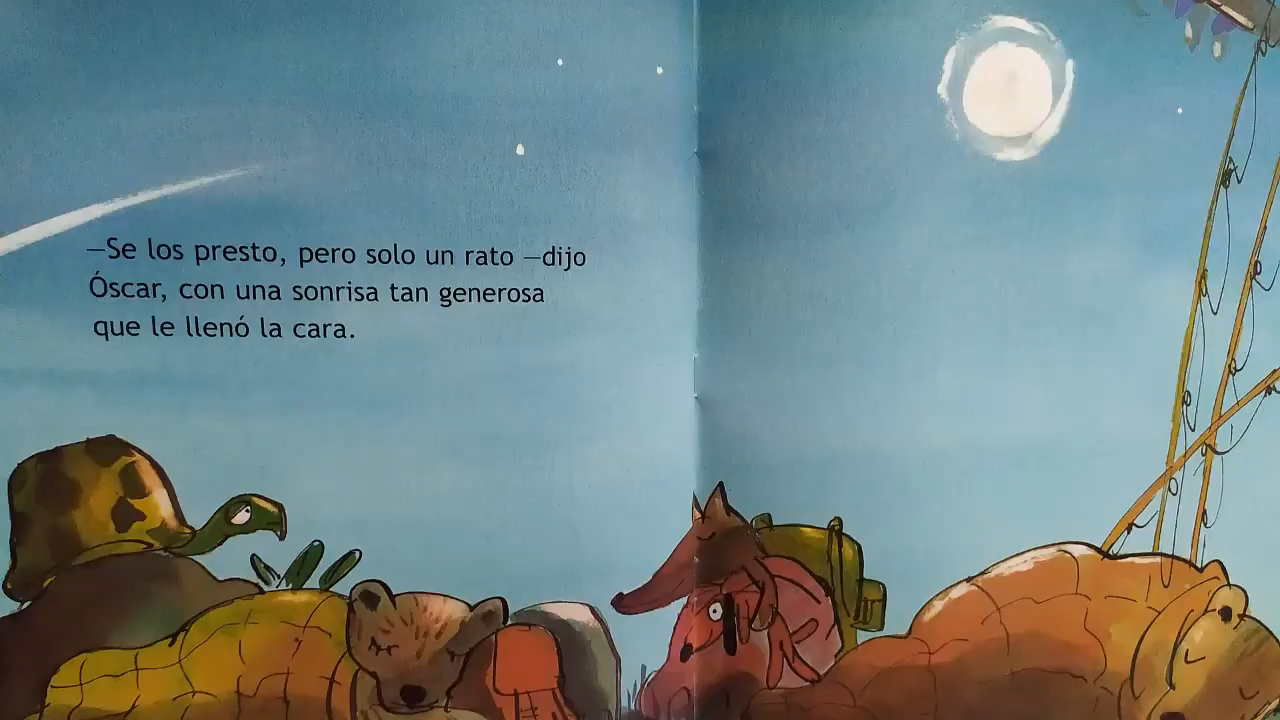 —Se los presto, pero solo un rato —dijo
Óscar, con una sonrisa tan generosa
que le llenó la cara.